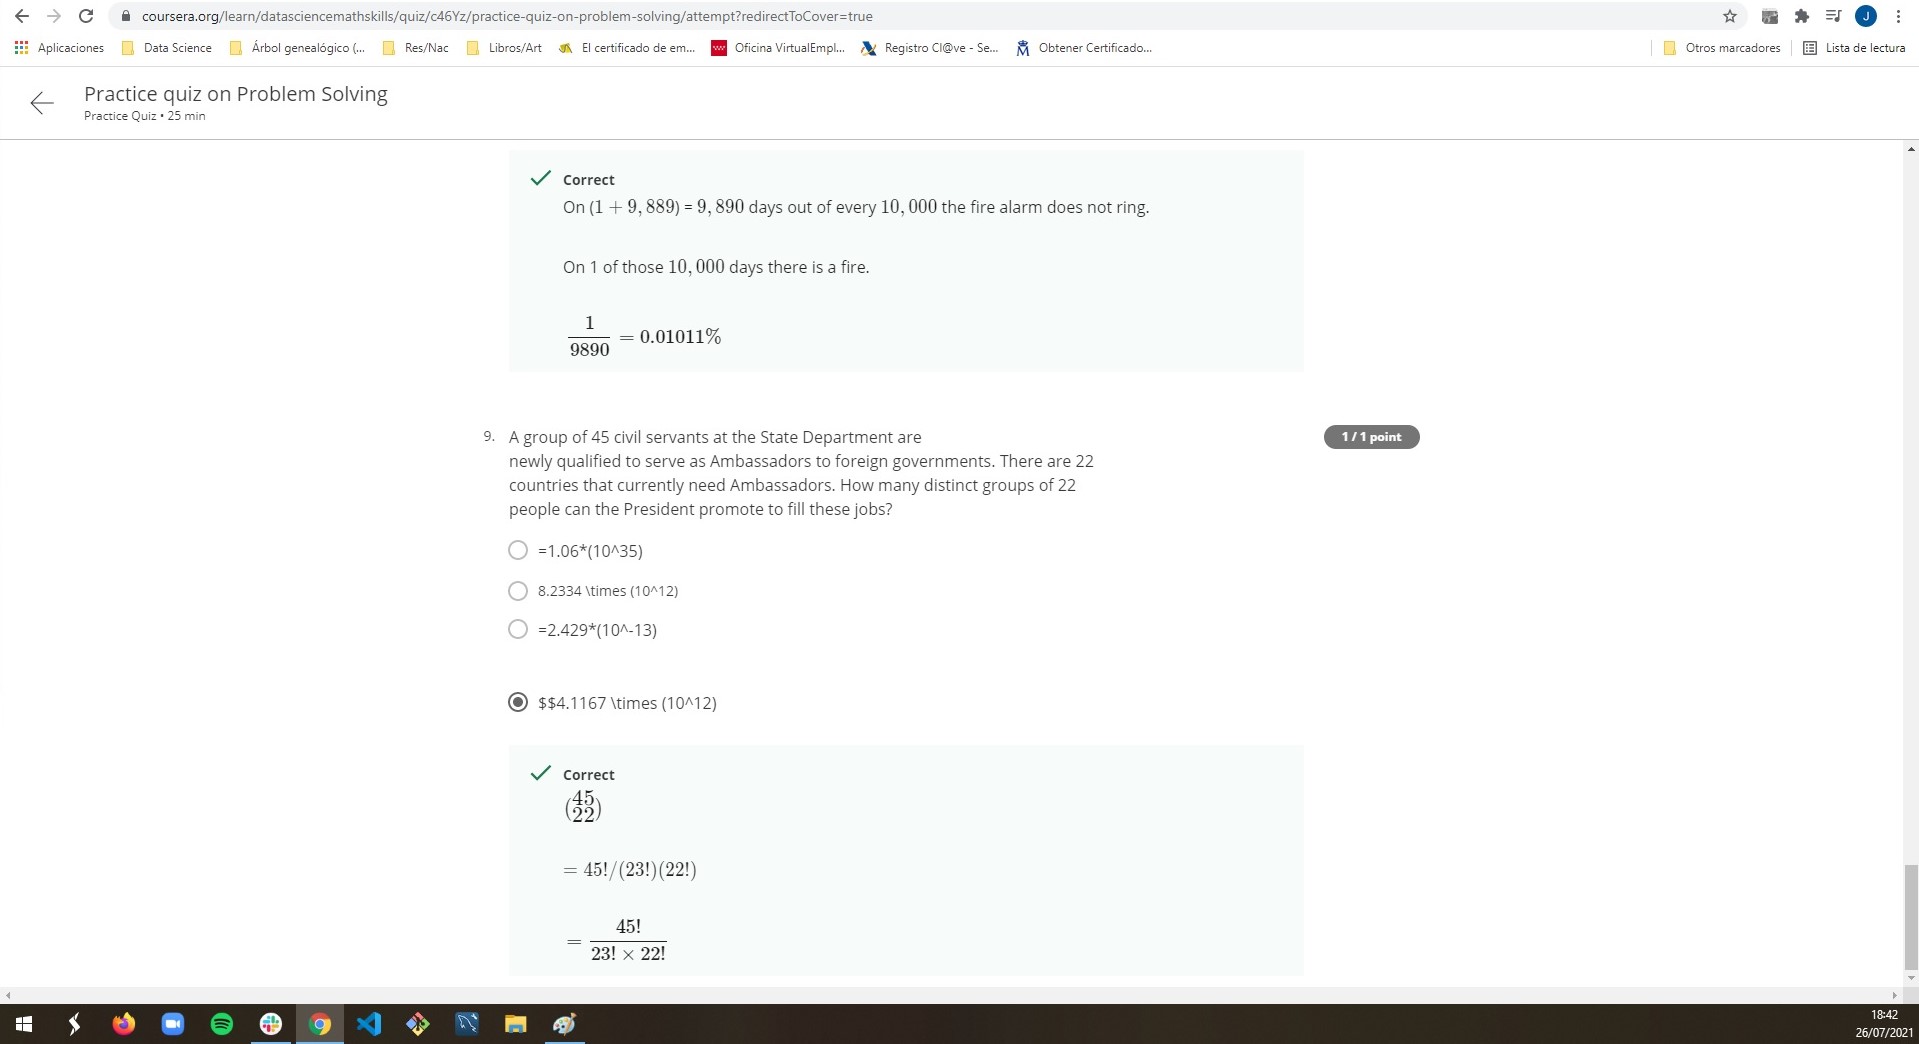 coursera.org/learn/datasciencemathskills/quiz/c46Yz/practice-quiz-on-problem-solving/attempt?redirectToCover=true
J
Aplicaciones Data Science Árbol genealógico (... Res/Nac Libros/Art El certificado de em... Oficina VirtualEmpl... Registro Cl@ve - Se... Obtener Certificado... Otros marcadores Lista de lectura
Practice quiz on Problem Solving
Practice Quiz • 25 min
Correct
On (1 + 9, 889) = 9, 890 days out of every 10, 000 the fire alarm does not ring.
On 1 of those 10, 000 days there is a fire.
1
= 0.01011%
9890
9. A group of 45 civil servants at the State Department are
1 / 1 point
newly qualified to serve as Ambassadors to foreign governments. There are 22
countries that currently need Ambassadors. How many distinct groups of 22
people can the President promote to fill these jobs?
=1.06*(10^35)
8.2334 \times (10^12)
=2.429*(10^-13)
$$4.1167 \times (10^12)
Correct
(45
22)
= 45!/(23!)(22!)
45!
=
23! × 22!
18:42
26/07/2021